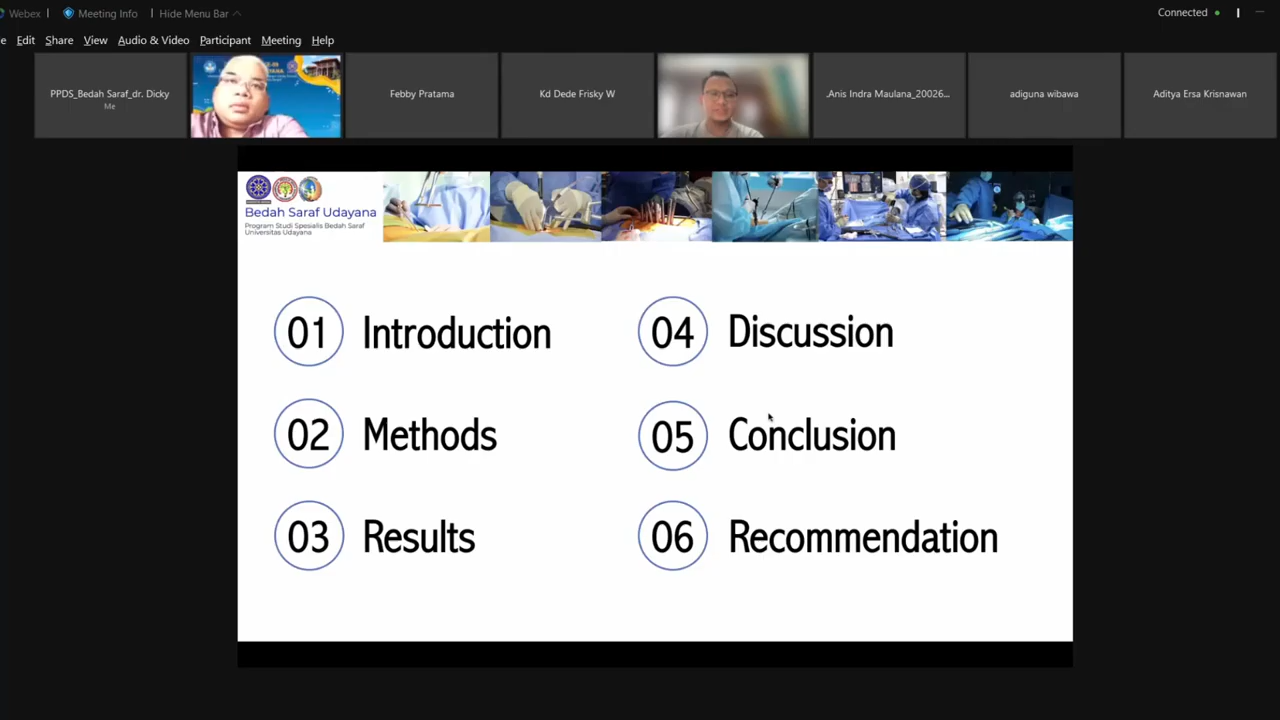 Webex
Meeting Info
Hide Menu Bar
Connected
Edit Share View Audio & Video Participant Meeting Help
PPDS_Bedah Saraf_dr. Dicky
Me
Febby Pratama
Kd Dede Frisky W
.Anis Indra Maulana_20026...
adiguna wibawa
Aditya Ersa Krisnawan
Bedah Saraf Udayana
Program Studi Spesialis Bedah Saraf
Universitas Udayana
01 Introduction
02 Methods
03 Results
04 Discussion
05 Conclusion
06 Recommendation